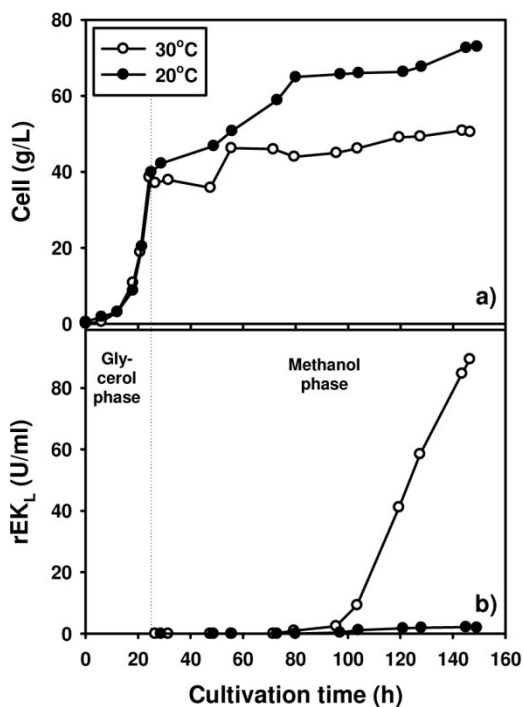 80
30°C
20°C
60
40
20
0
Cell (g/L)
a)
Gly-
cerol
phase
Methanol
phase
80
60
40
20
0
rEK_L (U/ml)
b)
0 20 40 60 80 100 120 140 160
Cultivation time (h)